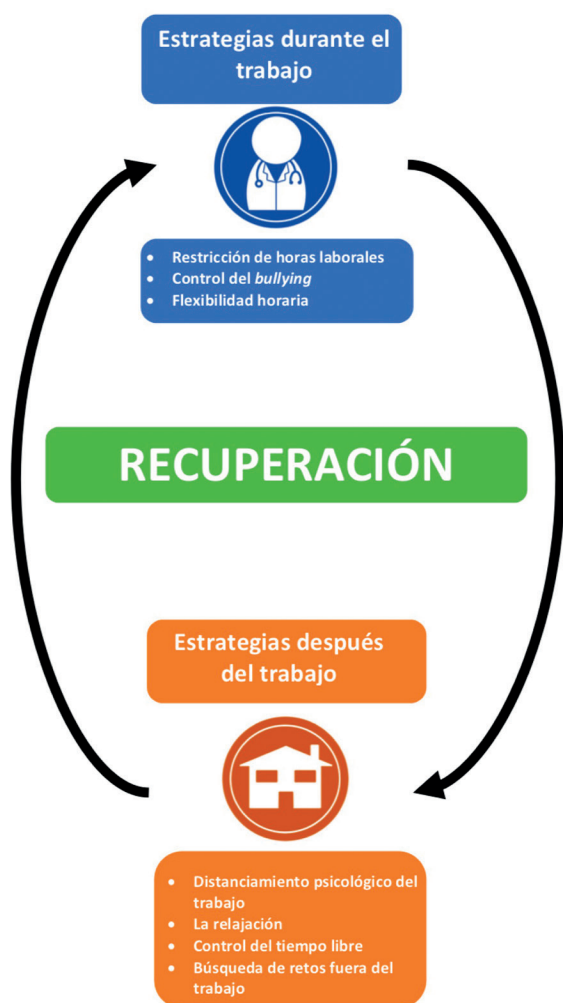 Estrategias durante el
trabajo
• Restricción de horas laborales
• Control del bullying
• Flexibilidad horaria
RECUPERACIÓN
Estrategias después
del trabajo
• Distanciamiento psicológico del
trabajo
• La relajación
• Control del tiempo libre
• Búsqueda de retos fuera del
trabajo